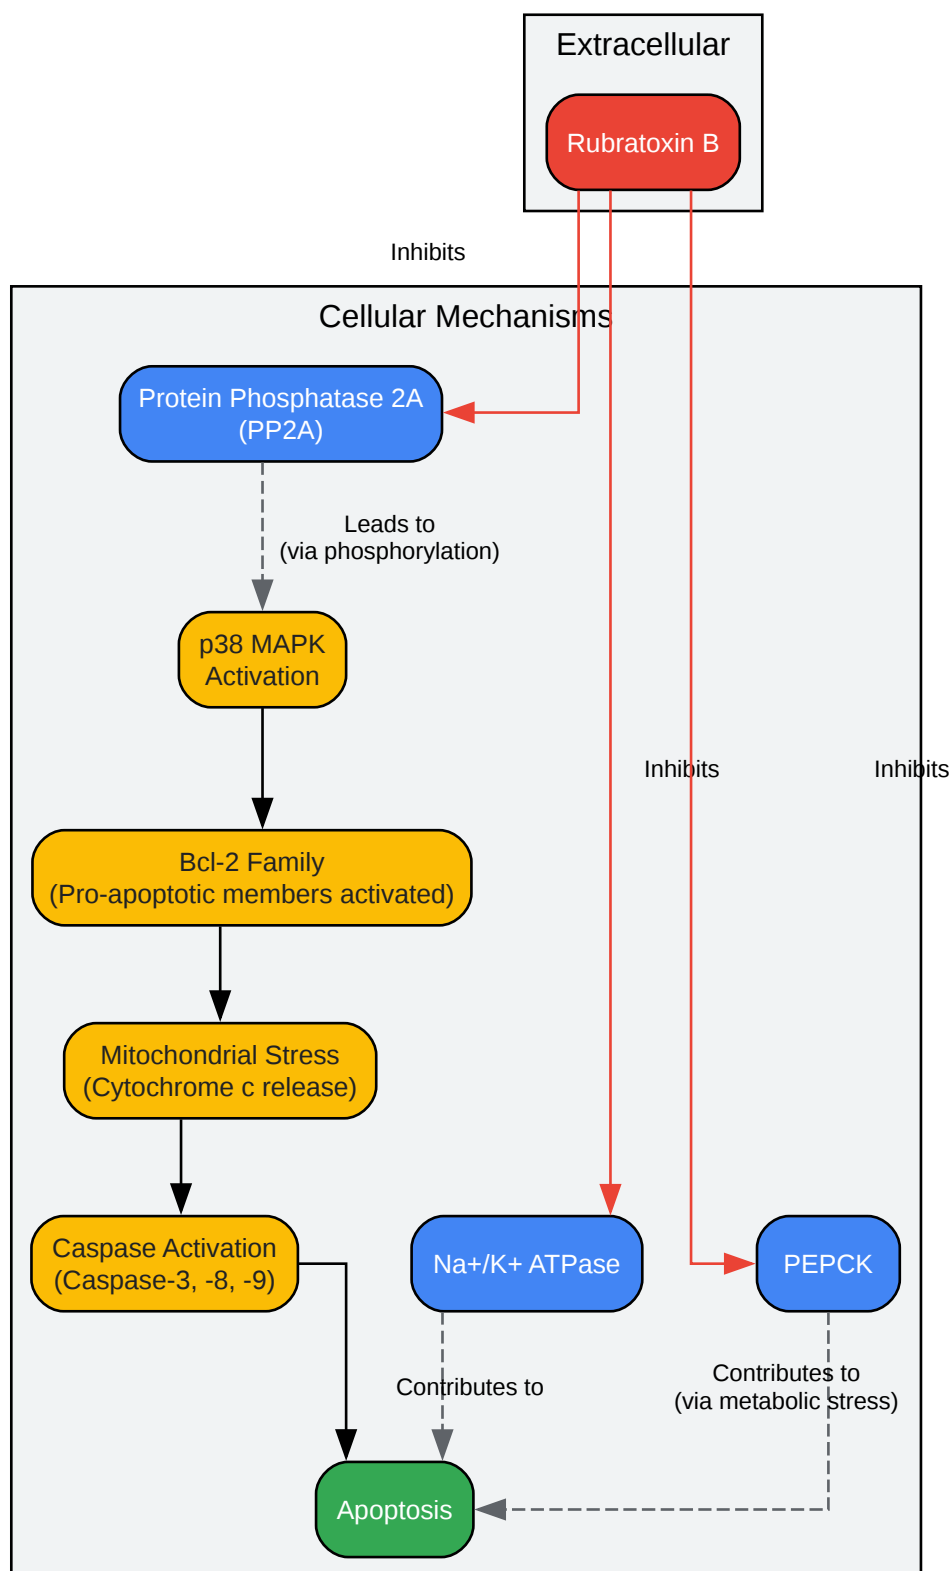 Extracellular
Rubratoxin B
Inhibits
Cellular Mechanisms
Protein Phosphatase 2A
(PP2A)
Leads to
(via phosphorylation)
p38 MAPK
Activation
Inhibits
Inhibits
Bcl-2 Family
(Pro-apoptotic members activated)
Mitochondrial Stress
(Cytochrome c release)
Caspase Activation
(Caspase-3, -8, -9)
Na+/K+ ATPase
PEPCK
Contributes to
Contributes to
(via metabolic stress)
Apoptosis